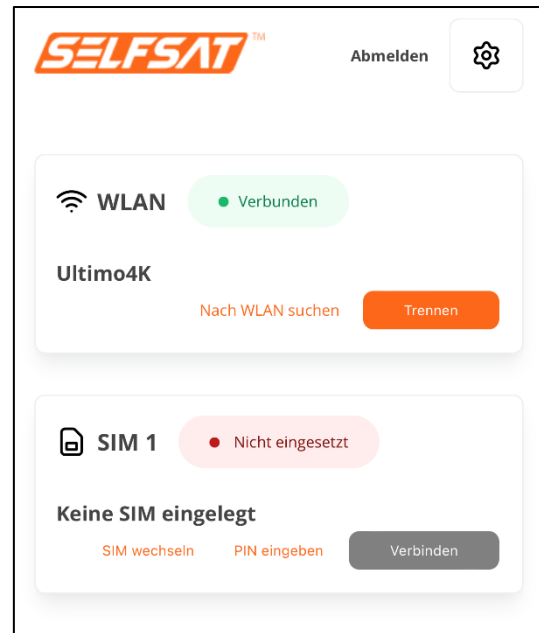 SELFSAT™
Abmelden
WLAN
Verbunden
Ultimo4K
Nach WLAN suchen
Trennen
SIM 1
Nicht eingesetzt
Keine SIM eingelegt
SIM wechseln
PIN eingeben
Verbinden